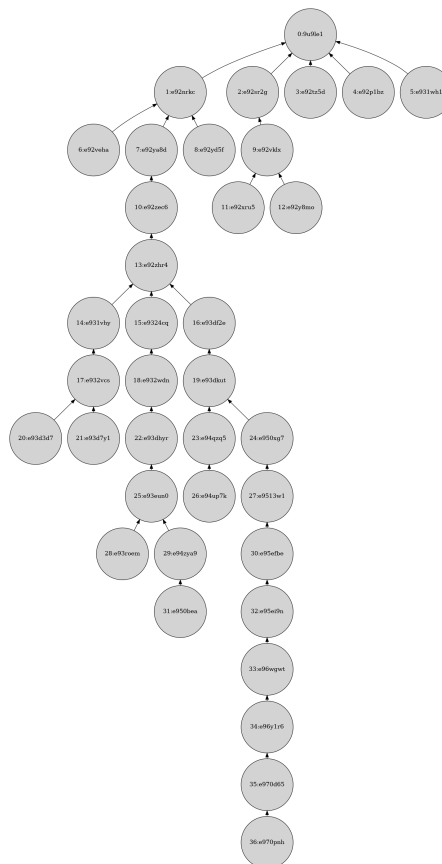 0:9u9le1
1:e92nrkc
2:e92sr2g
3:e92tz5d
4:e92p1hz
5:e931wh1
6:e92veha
7:e92ya8d
8:e92yd5f
9:e92vklx
10:e92zec6
11:e92xru5
12:e92y8mo
13:e92zhr4
14:e931vhy
15:e9324cq
16:e93df2e
17:e932vcs
18:e932wdn
19:e93dkut
20:e93d3d7
21:e93d7y1
22:e93dhyr
23:e94qzq5
24:e950xg7
25:e93eun0
26:e94up7k
27:e9513w1
28:e93roem
29:e94zya9
30:e95efbe
31:e950bea
32:e95ei9n
33:e96wgwt
34:e96y1r6
35:e970d65
36:e970pnh